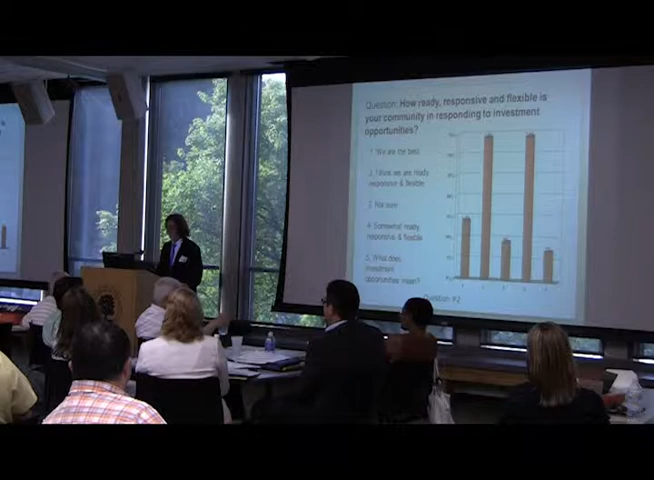 Question: How ready, responsive and flexible is
your community in responding to investment
opportunities?
1. We are the best
2. I think we are ready
responsive & flexible
3. Not sure
4. Somewhat ready,
responsible & flexible
5. What does
investment
opportunities mean?
Question #2